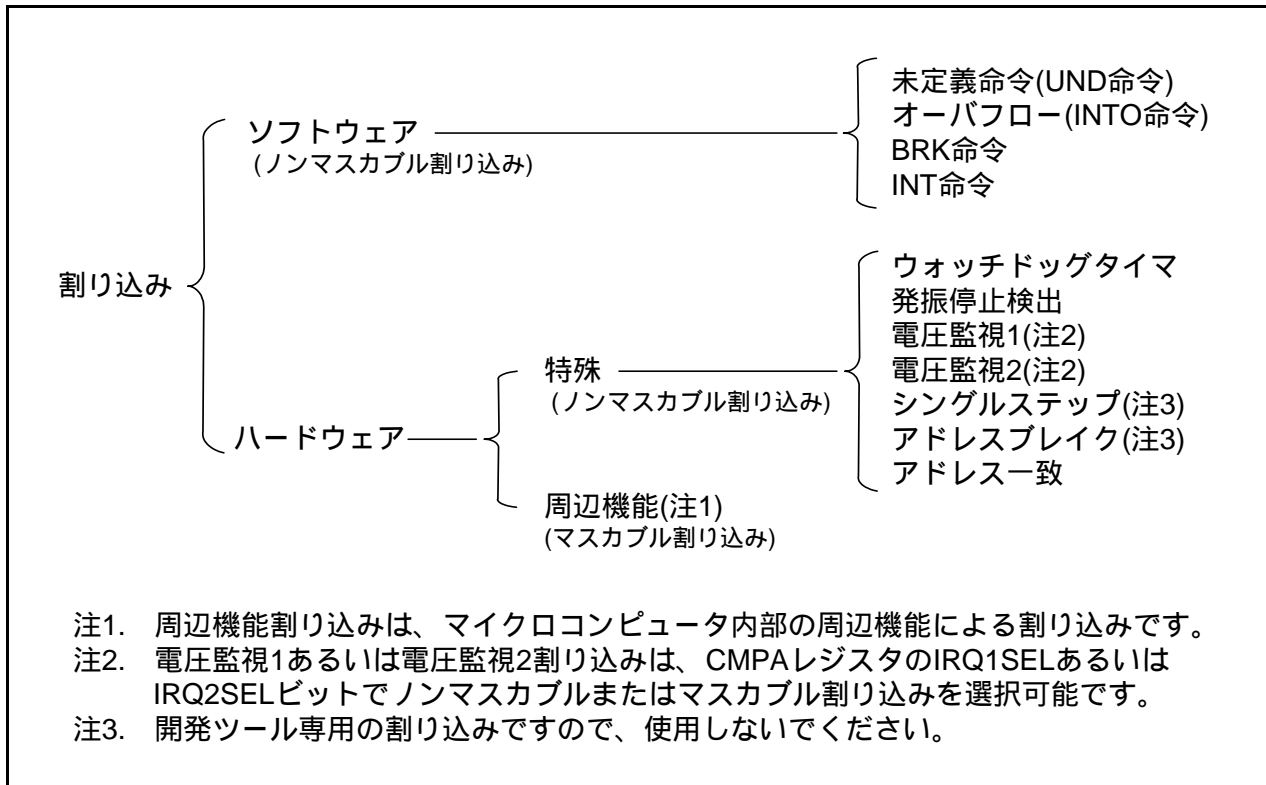 未定義命令(UND命令)
オーバフロー(INTO命令)
BRK命令
INT命令
ソフトウェア
(ノンマスカブル割り込み)
割り込み
ウォッチドッグタイマ
発振停止検出
電圧監視1(注2)
電圧監視2(注2)
シングルステップ(注3)
アドレスブレイク(注3)
アドレス一致
特殊
(ノンマスカブル割り込み)
ハードウェア
周辺機能(注1)
(マスカブル割り込み)
注1. 周辺機能割り込みは、マイクロコンピュータ内部の周辺機能による割り込みです。
注2. 電圧監視1あるいは電圧監視2割り込みは、CMPAレジスタのIRQ1SELあるいは
IRQ2SELビットでノンマスカブルまたはマスカブル割り込みを選択可能です。
注3. 開発ツール専用の割り込みですので、使用しないでください。